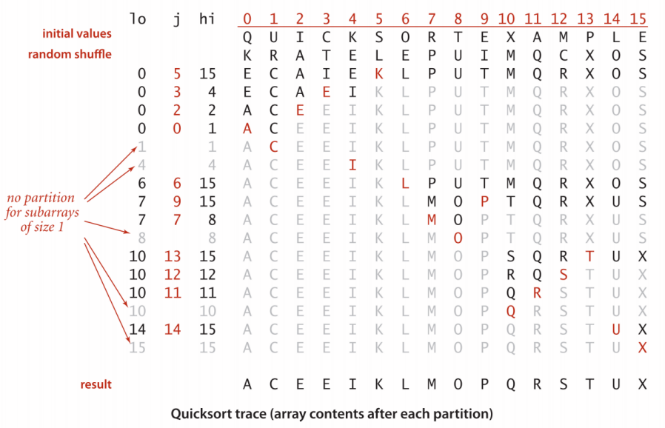 lo j hi 0 1 2 3 4 5 6 7 8 9 10 11 12 13 14 15
initial values Q U I C K S O R T E X A M P L E
random shuffle K R A T E L E P U I M Q C X O S
0 5 15 E C A I E K L P U T M Q R X O S
0 3 4 E C A E I K L P U T M Q R X O S
0 2 2 A C E E I K L P U T M Q R X O S
0 0 1 A C E E I K L P U T M Q R X O S
1 1 A C E E I K L P U T M Q R X O S
4 4 A C E E I K L P U T M Q R X O S
6 6 15 A C E E I K L P U T M Q R X O S
no partition
for subarrays
of size 1
7 9 15 A C E E I K L M O P T Q R X U S
7 7 8 A C E E I K L M O P T Q R X U S
8 8 A C E E I K L M O P T Q R X U S
10 13 15 A C E E I K L M O P S Q R T U X
10 12 12 A C E E I K L M O P R Q S T U X
10 11 11 A C E E I K L M O P Q R S T U X
10 10 A C E E I K L M O P Q R S T U X
14 14 15 A C E E I K L M O P Q R S T U X
15 15 A C E E I K L M O P Q R S T U X
result A C E E I K L M O P Q R S T U X
Quicksort trace (array contents after each partition)